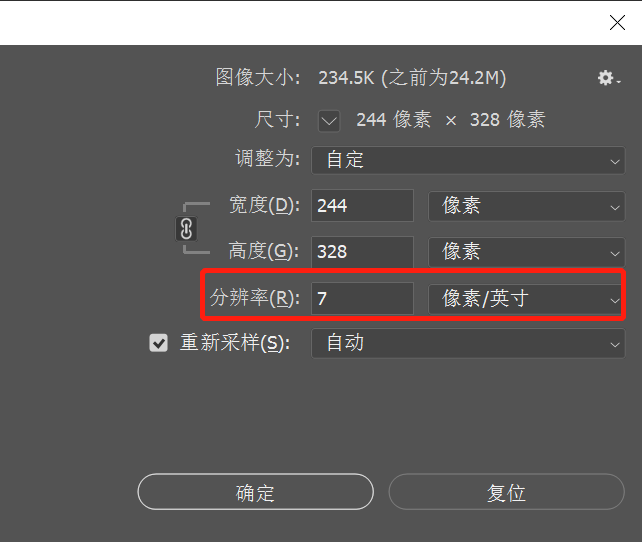 图像大小: 234.5K (之前为24.2M)
尺寸: 244 像素 × 328 像素
调整为: 自定
宽度(D): 244 像素
高度(G): 328 像素
分辨率(R): 7 像素/英寸
重新采样(S): 自动
确定 复位